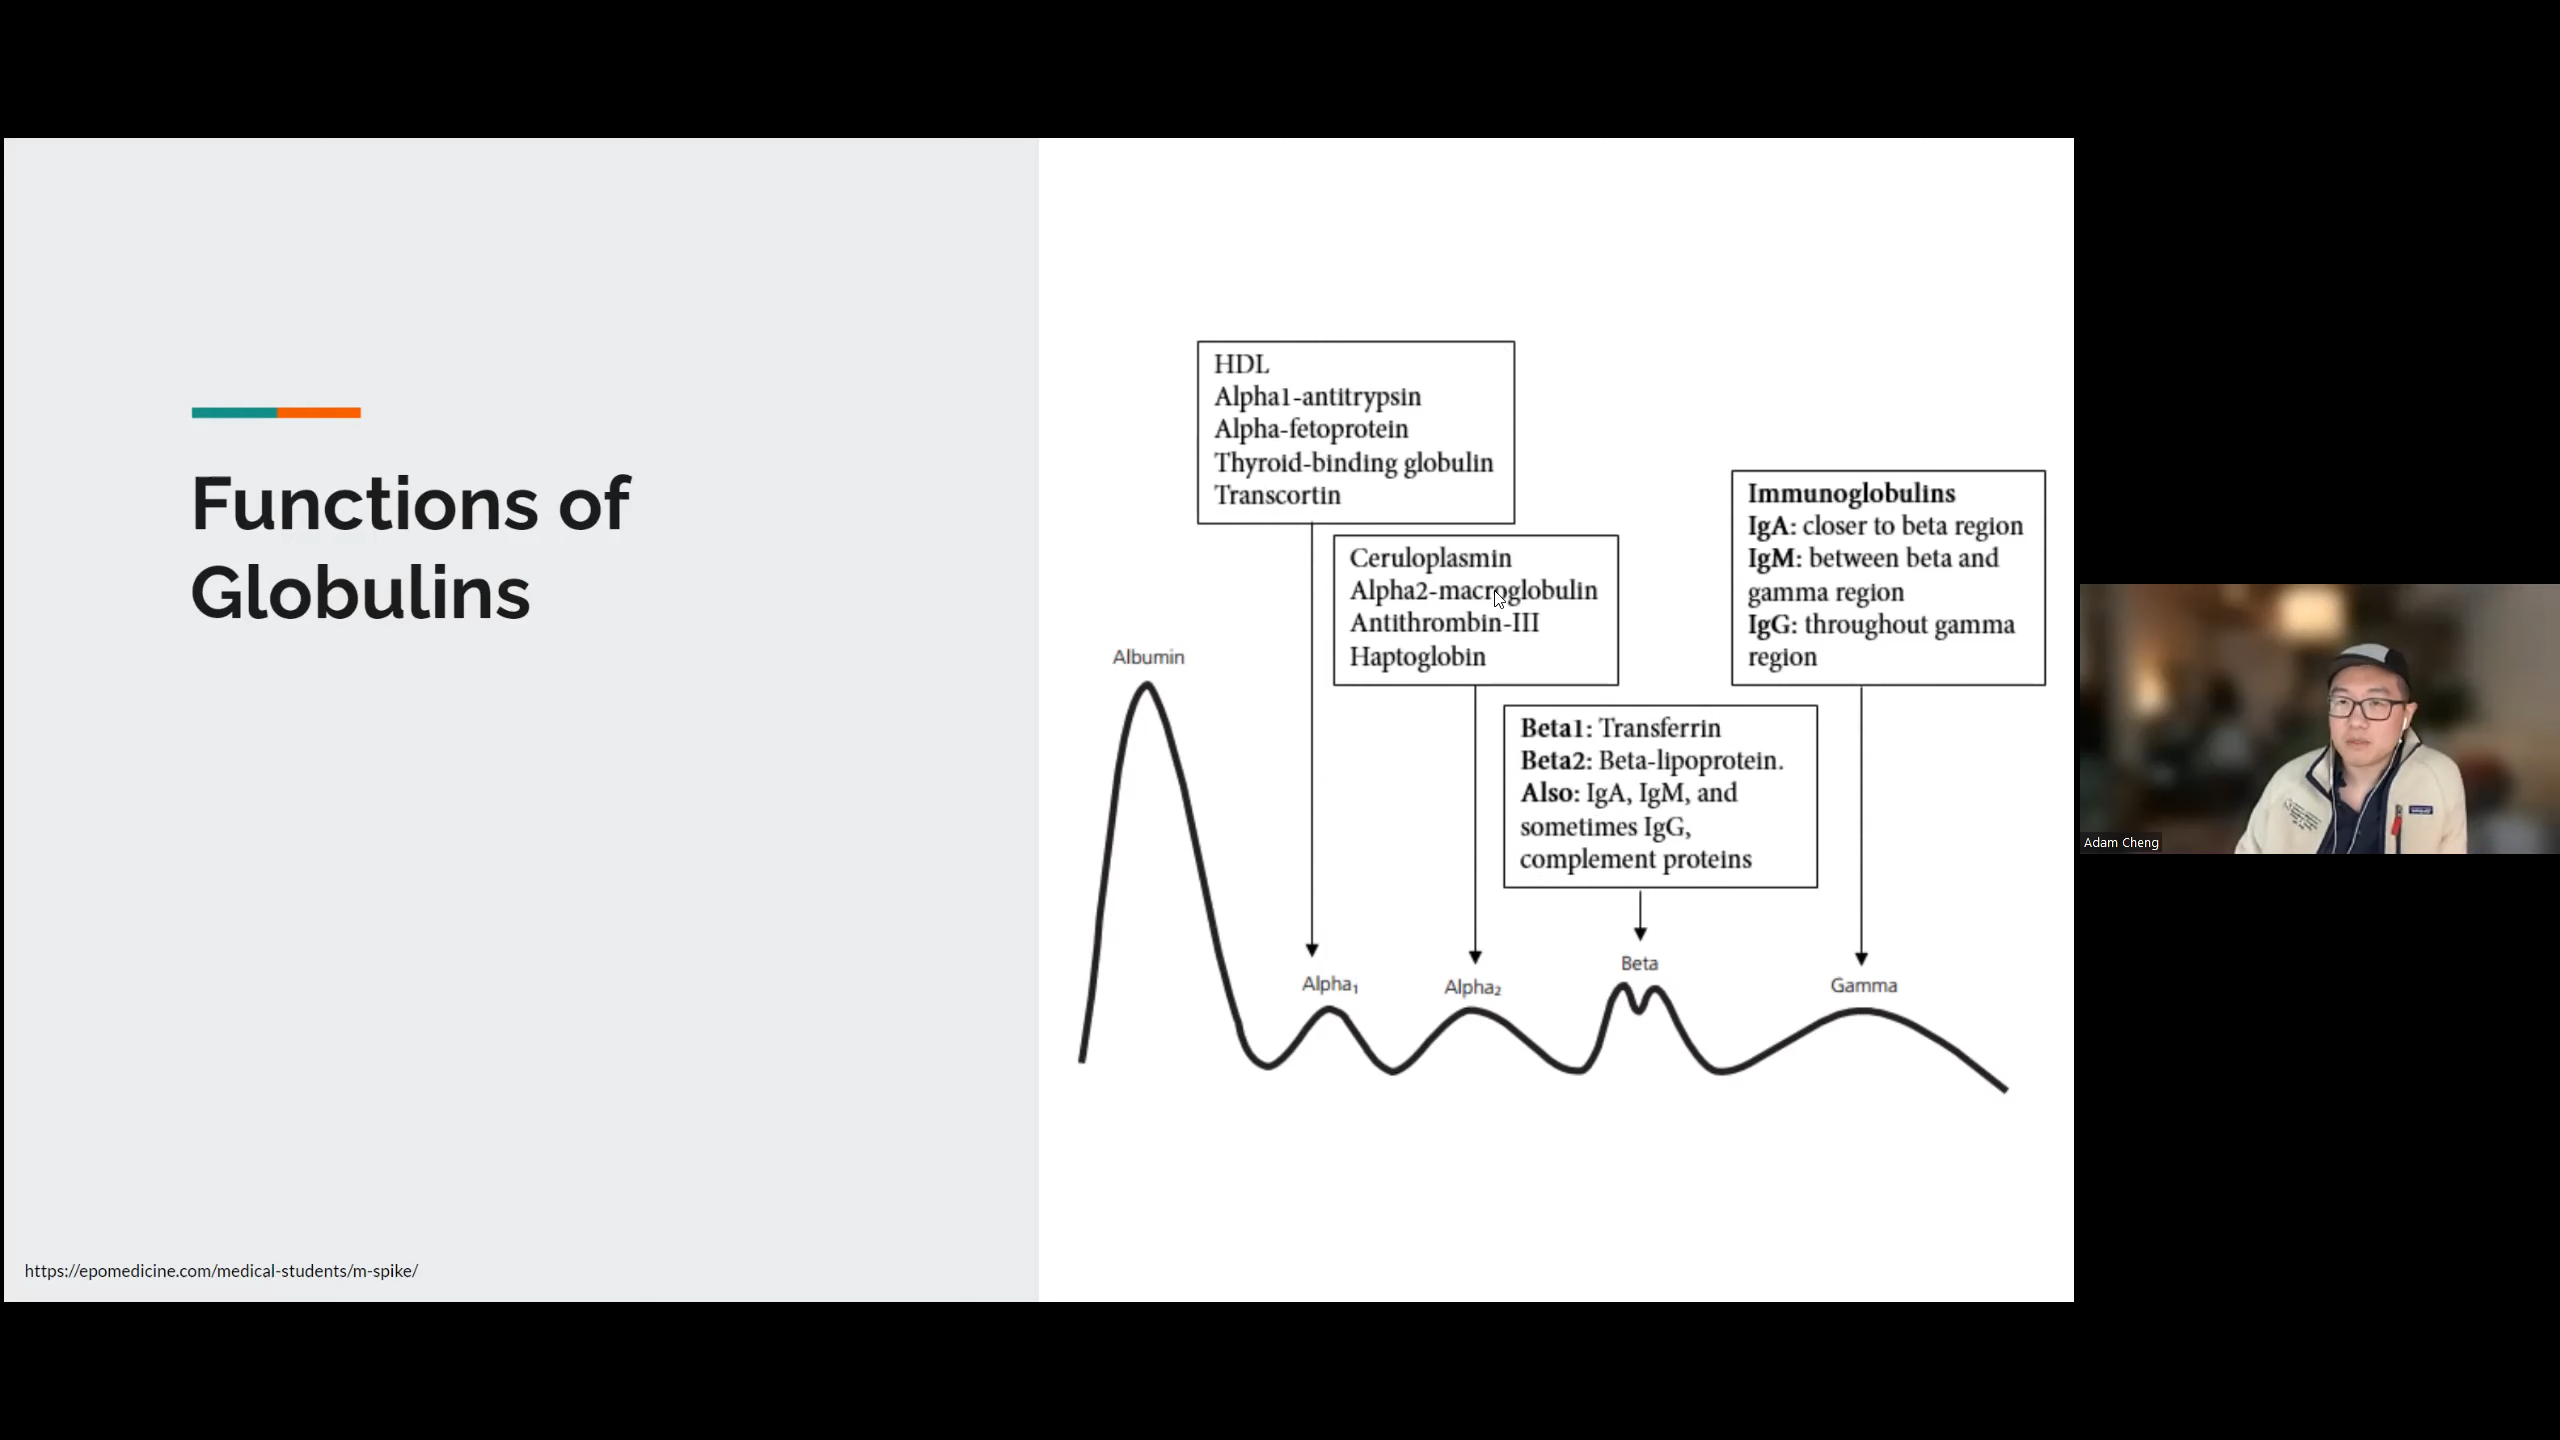 Functions of
Globulins
https://epomedicine.com/medical-students/m-spike/
HDL
Alpha1-antitrypsin
Alpha-fetoprotein
Thyroid-binding globulin
Transcortin
Ceruloplasmin
Alpha2-macroglobulin
Antithrombin-III
Haptoglobin
Immunoglobulins
IgA: closer to beta region
IgM: between beta and
gamma region
IgG: throughout gamma
region
Beta1: Transferrin
Beta2: Beta-lipoprotein.
Also: IgA, IgM, and
sometimes IgG,
complement proteins
Albumin
Alpha₁
Alpha₂
Beta
Gamma
Adam Cheng